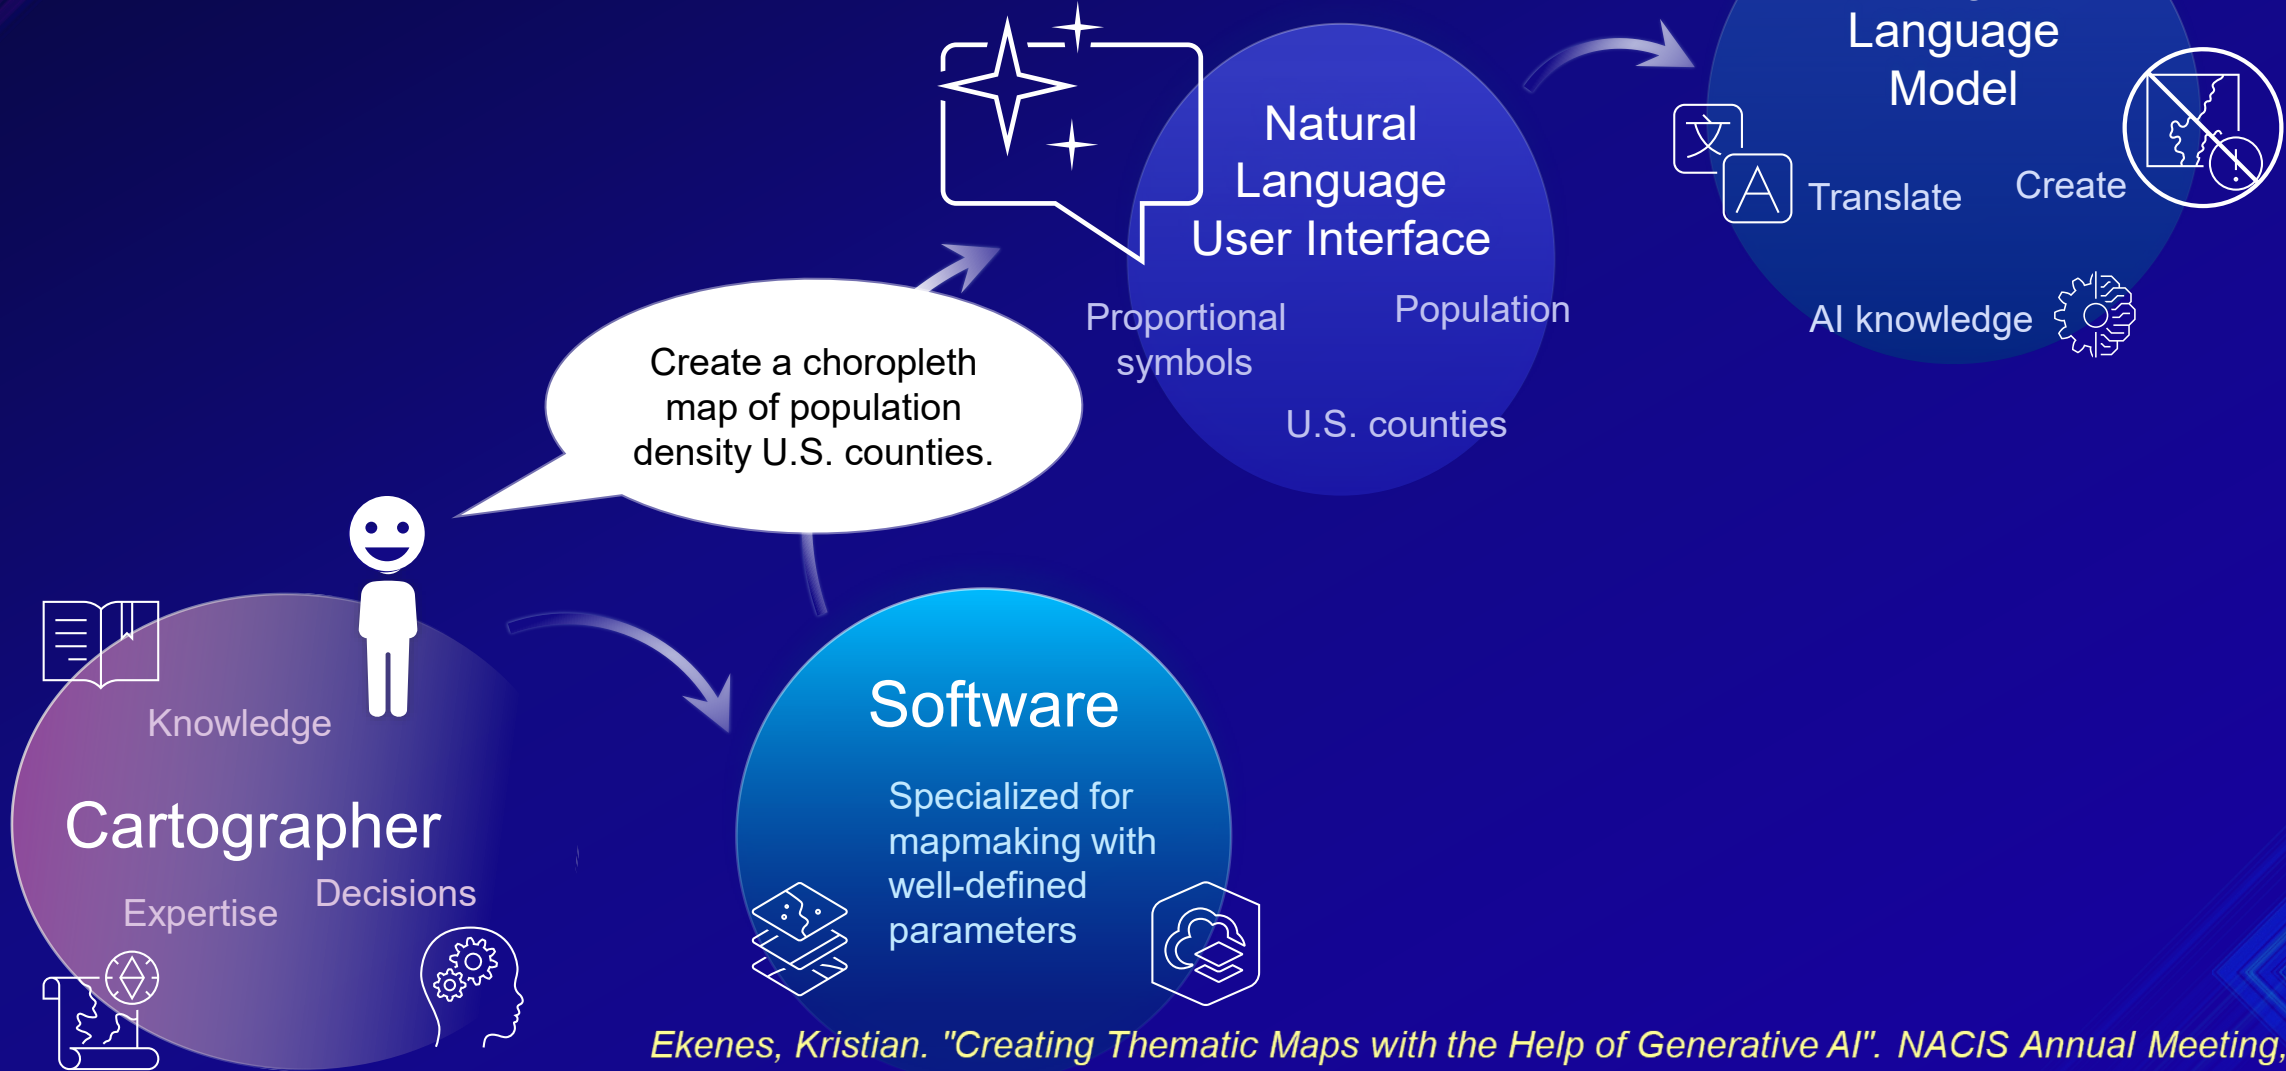 Language
Model
Translate
Create
AI knowledge
Natural
Language
User Interface
Proportional
symbols
Population
U.S. counties
Create a choropleth
map of population
density U.S. counties.
Knowledge
Cartographer
Expertise
Decisions
Software
Specialized for
mapmaking with
well-defined
parameters
文
A
Ekenes, Kristian. "Creating Thematic Maps with the Help of Generative AI". NACIS Annual Meeting,